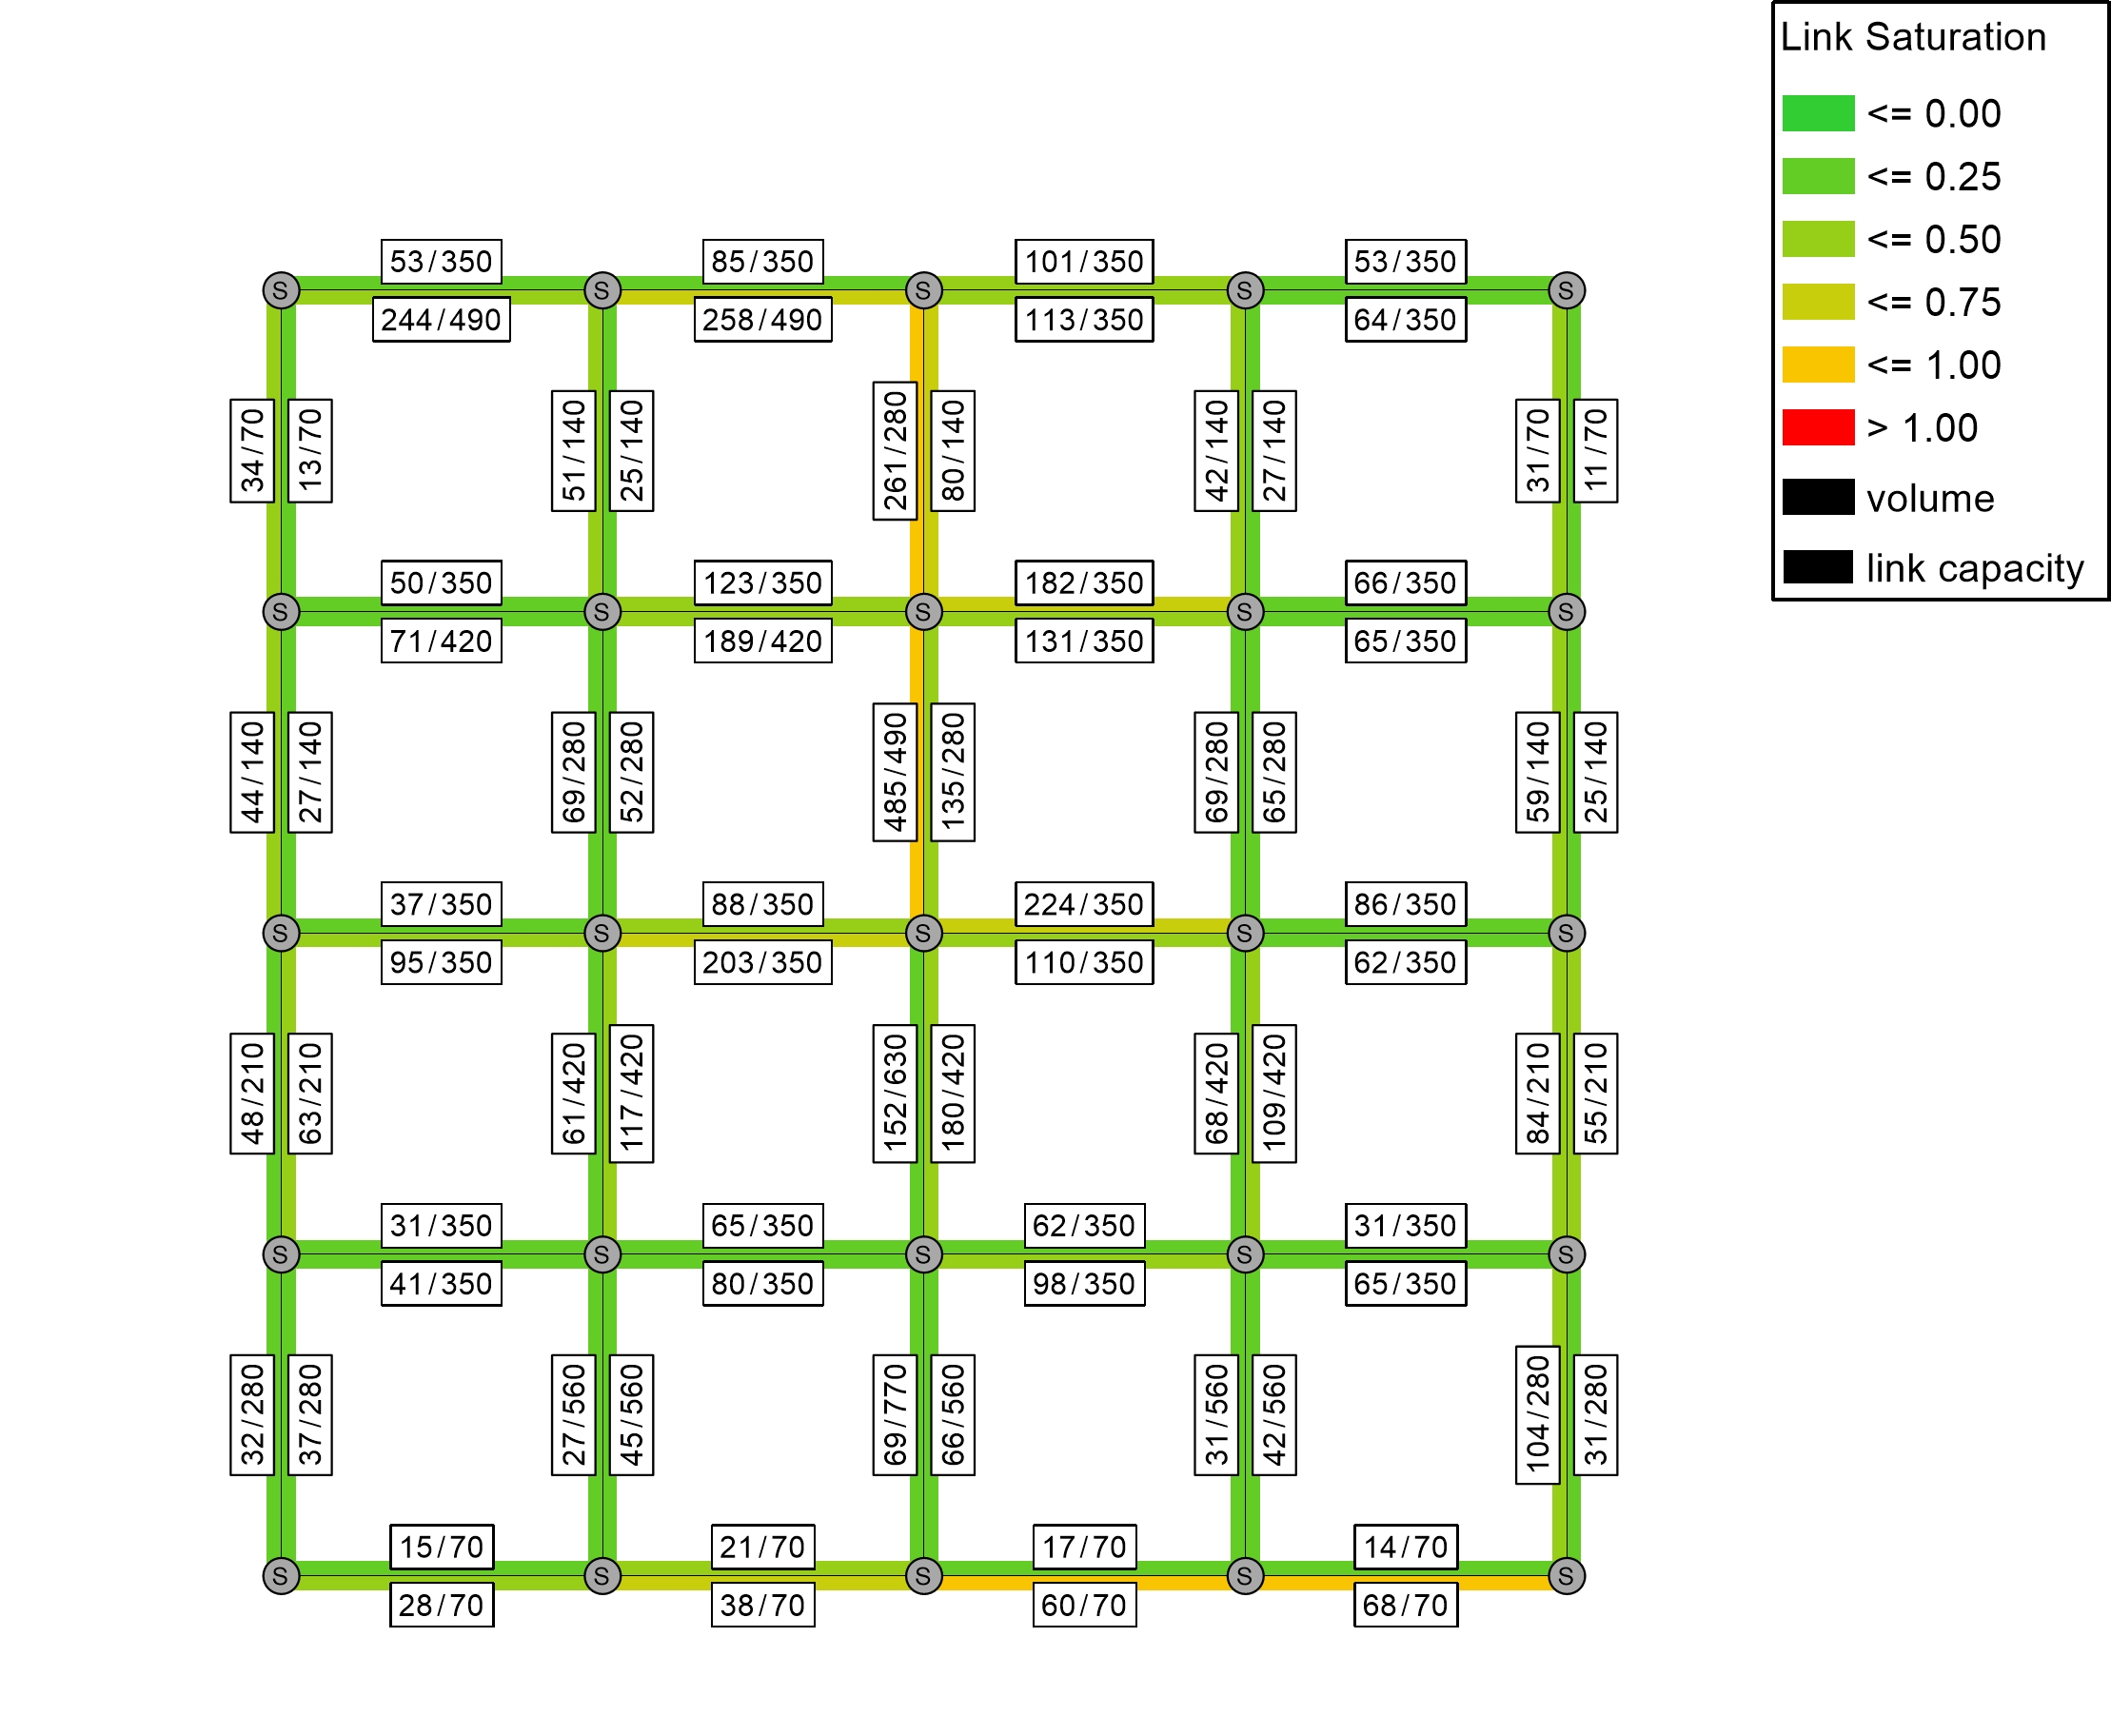 Link Saturation
<= 0.00
<= 0.25
<= 0.50
<= 0.75
<= 1.00
> 1.00
volume
link capacity
53/350 85/350 101/350 53/350
S S S S S
244/490 258/490 113/350 64/350
34/70 13/70 51/140 25/140 261/280 80/140 42/140 27/140 31/70 11/70
50/350 123/350 182/350 66/350
S S S S S
71/420 189/420 131/350 65/350
44/140 27/140 69/280 52/280 485/490 135/280 69/280 65/280 59/140 25/140
37/350 88/350 224/350 86/350
S S S S S
95/350 203/350 110/350 62/350
48/210 63/210 61/420 117/420 152/630 180/420 68/420 109/420 84/210 55/210
31/350 65/350 62/350 31/350
S S S S S
41/350 80/350 98/350 65/350
32/280 37/280 27/560 45/560 69/770 66/560 31/560 42/560 104/280 31/280
15/70 21/70 17/70 14/70
S S S S S
28/70 38/70 60/70 68/70